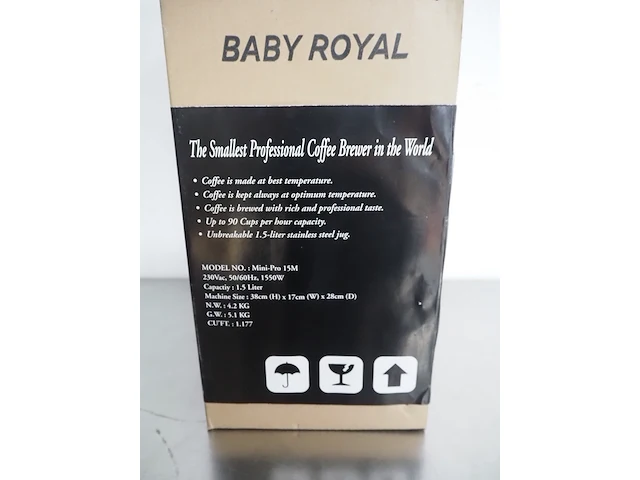 BABY ROYAL
The Smallest Professional Coffee Brewer in the World
• Coffee is made at best temperature.
• Coffee is kept always at optimum temperature.
• Coffee is brewed with rich and professional taste.
• Up to 90 Cups per hour capacity.
• Unbreakable 1.5-liter stainless steel jug.
MODEL NO. : Mini-Pro 15M
230Vac, 50/60Hz, 1550W
Capactiy : 1.5 Liter
Machine Size : 38cm (H) x 17cm (W) x 28cm (D)
N.W. : 4.2 KG
G.W. : 5.1 KG
CU'FT. : 1.177